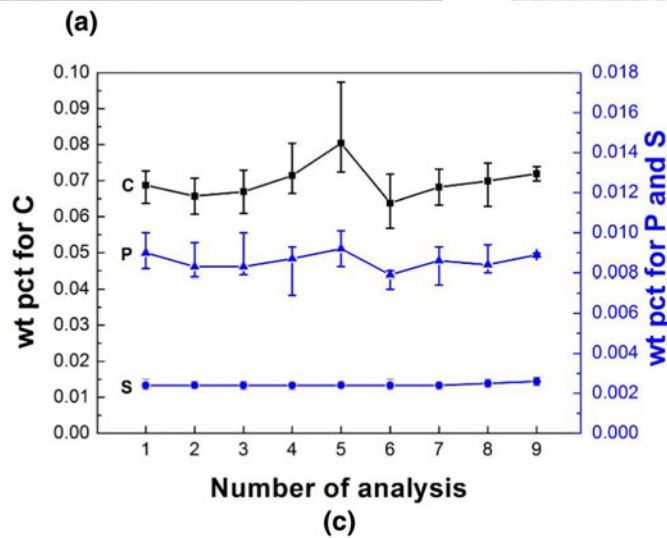 (a)
0.10
0.09
0.08
0.07
0.06
0.05
0.04
0.03
0.02
0.01
0.00
wt pct for C
C
P
S
0.018
0.016
0.014
0.012
0.010
0.008
0.006
0.004
0.002
0.000
wt pct for P and S
1 2 3 4 5 6 7 8 9
Number of analysis
(c)